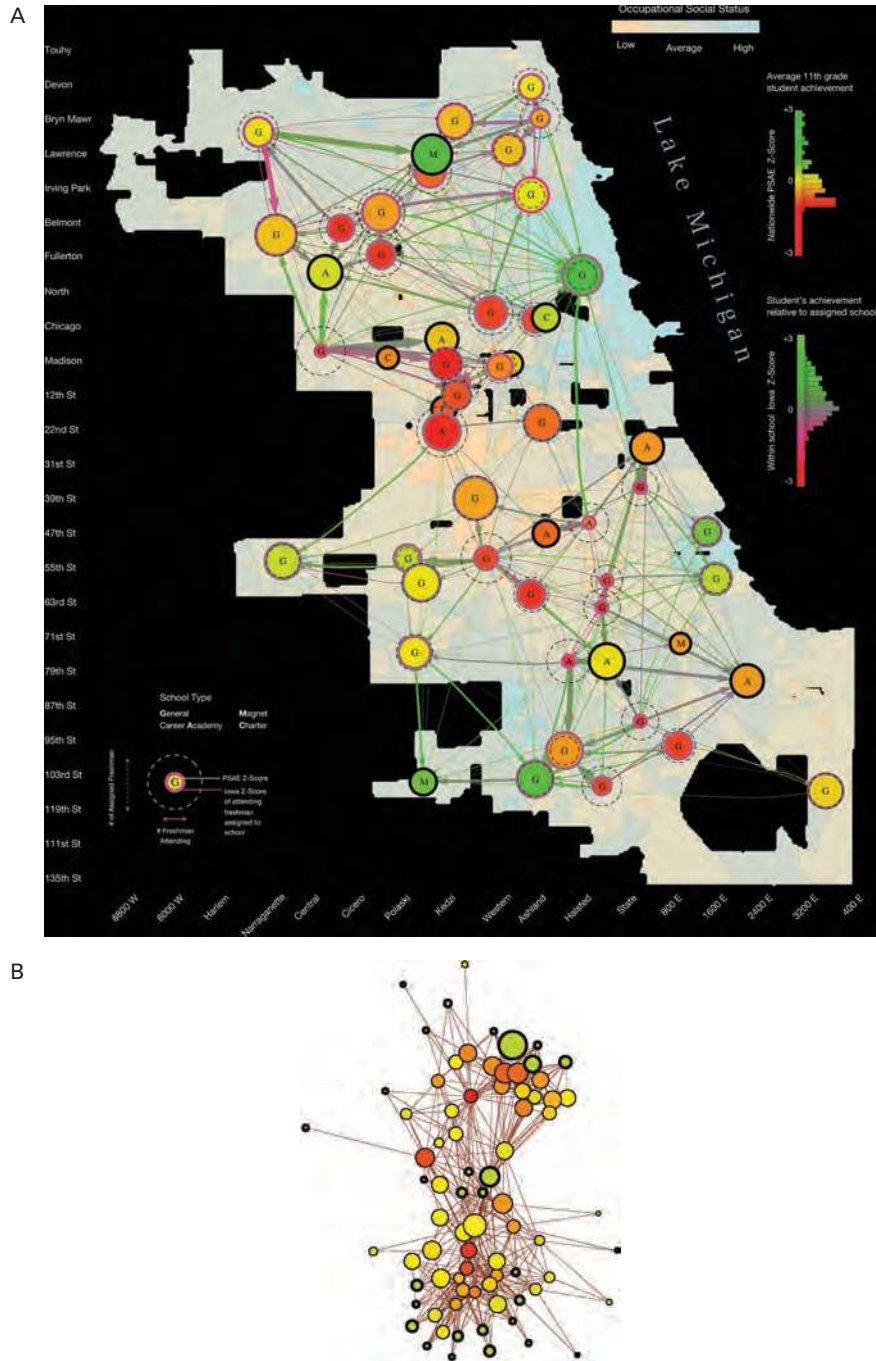 A
Occupational Social Status
Low
Average
High
Touhy
Devon
Bryn Mawr
Lawrence
Irving Park
Belmont
Fullerton
North
Chicago
Madison
12th St
22nd St
31st St
39th St
47th St
55th St
63rd St
71st St
79th St
87th St
95th St
103rd St
119th St
111st St
135th St
Lake Michigan
Average 11th grade
student achievement
Nationwide PSAE Z-Score
+3
0
-3
Student's achievement
relative to assigned school
Within school Iowa Z-Score
+3
0
-3
G
G
G
G
M
G
G
G
G
G
G
A
G
G
C
G
A
C
G
G
G
A
G
A
G
G
A
A
G
G
G
G
G
G
G
G
G
G
A
A
M
A
G
G
G
M
G
G
G
School Type
General
Magnet
Career Academy
Charter
# of Assigned Freshman
G
PSAE Z-Score
Iowa Z-Score
of attending
freshman
assigned to
school
# Freshman
Attending
8800 W
8000 W
Harlem
Narraganette
Central
Cicero
Polaski
Kedzi
Western
Ashland
Halsted
State
800 E
1600 E
2400 E
3200 E
400 E
B